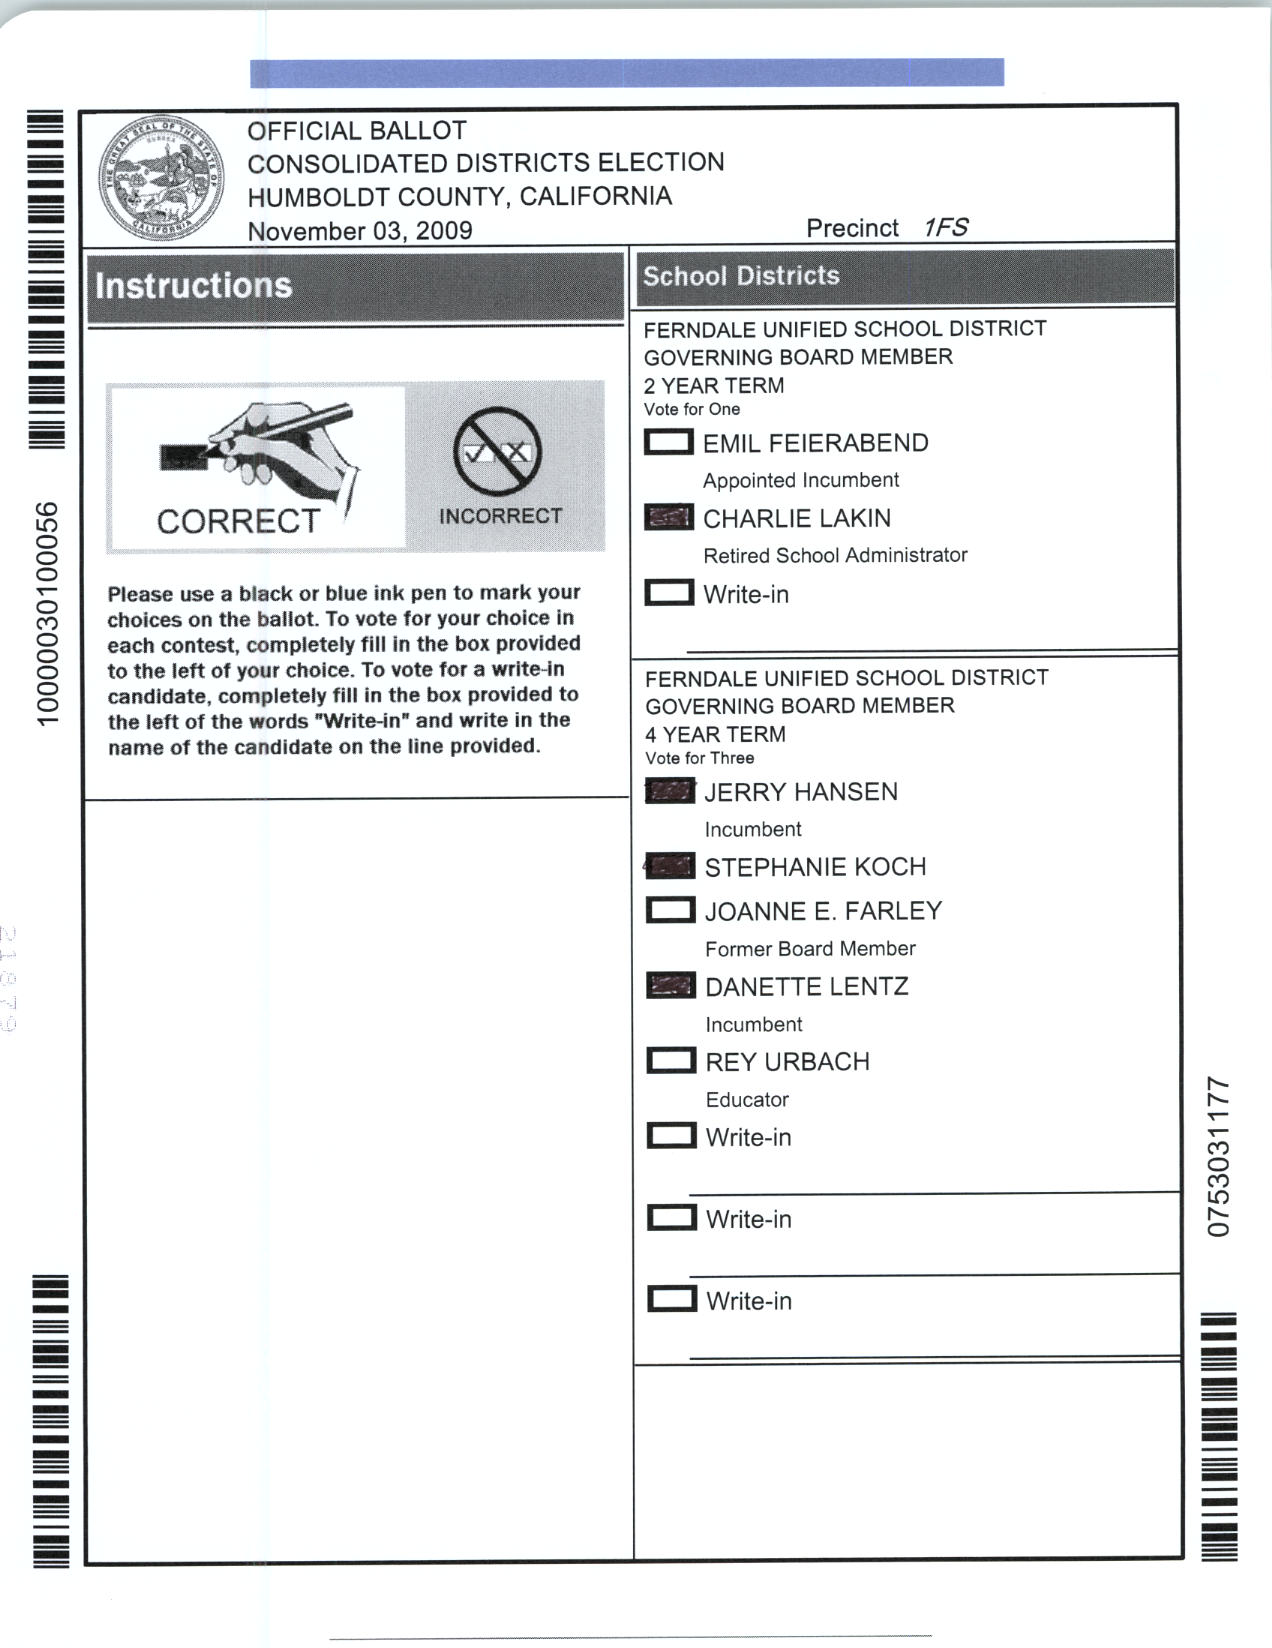 OFFICIAL BALLOT
CONSOLIDATED DISTRICTS ELECTION
HUMBOLDT COUNTY, CALIFORNIA
November 03, 2009
Precinct 1FS
THE GREAT SEAL OF THE STATE OF CALIFORNIA
EUREKA
Instructions
CORRECT
INCORRECT
Please use a black or blue ink pen to mark your
choices on the ballot. To vote for your choice in
each contest, completely fill in the box provided
to the left of your choice. To vote for a write-in
candidate, completely fill in the box provided to
the left of the words "Write-in" and write in the
name of the candidate on the line provided.
School Districts
FERNDALE UNIFIED SCHOOL DISTRICT
GOVERNING BOARD MEMBER
2 YEAR TERM
Vote for One
EMIL FEIERABEND
Appointed Incumbent
CHARLIE LAKIN
Retired School Administrator
Write-in
FERNDALE UNIFIED SCHOOL DISTRICT
GOVERNING BOARD MEMBER
4 YEAR TERM
Vote for Three
JERRY HANSEN
Incumbent
STEPHANIE KOCH
JOANNE E. FARLEY
Former Board Member
DANETTE LENTZ
Incumbent
REY URBACH
Educator
Write-in
Write-in
Write-in
10000030100056
0753031177